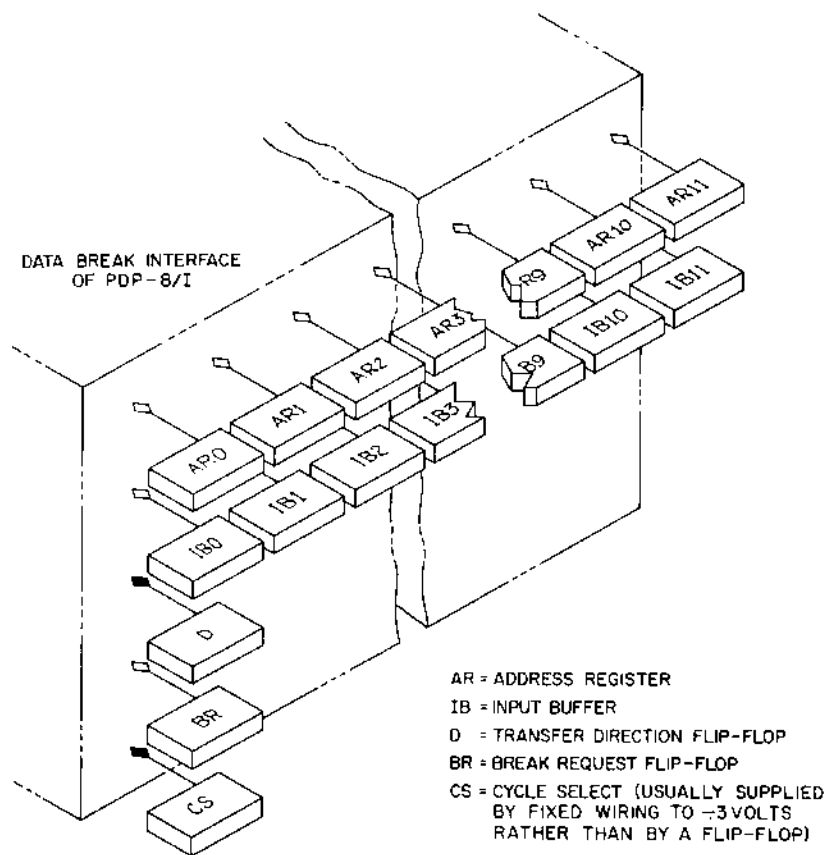 DATA BREAK INTERFACE
OF PDP-8/I
AR11
AR10
R9
IB11
IB10
B9
AR3
AR2
AR1
AR0
IB3
IB2
IB1
IB0
D
BR
CS
AR = ADDRESS REGISTER
IB = INPUT BUFFER
D = TRANSFER DIRECTION FLIP-FLOP
BR = BREAK REQUEST FLIP-FLOP
CS = CYCLE SELECT (USUALLY SUPPLIED
BY FIXED WIRING TO -3 VOLTS
RATHER THAN BY A FLIP-FLOP)